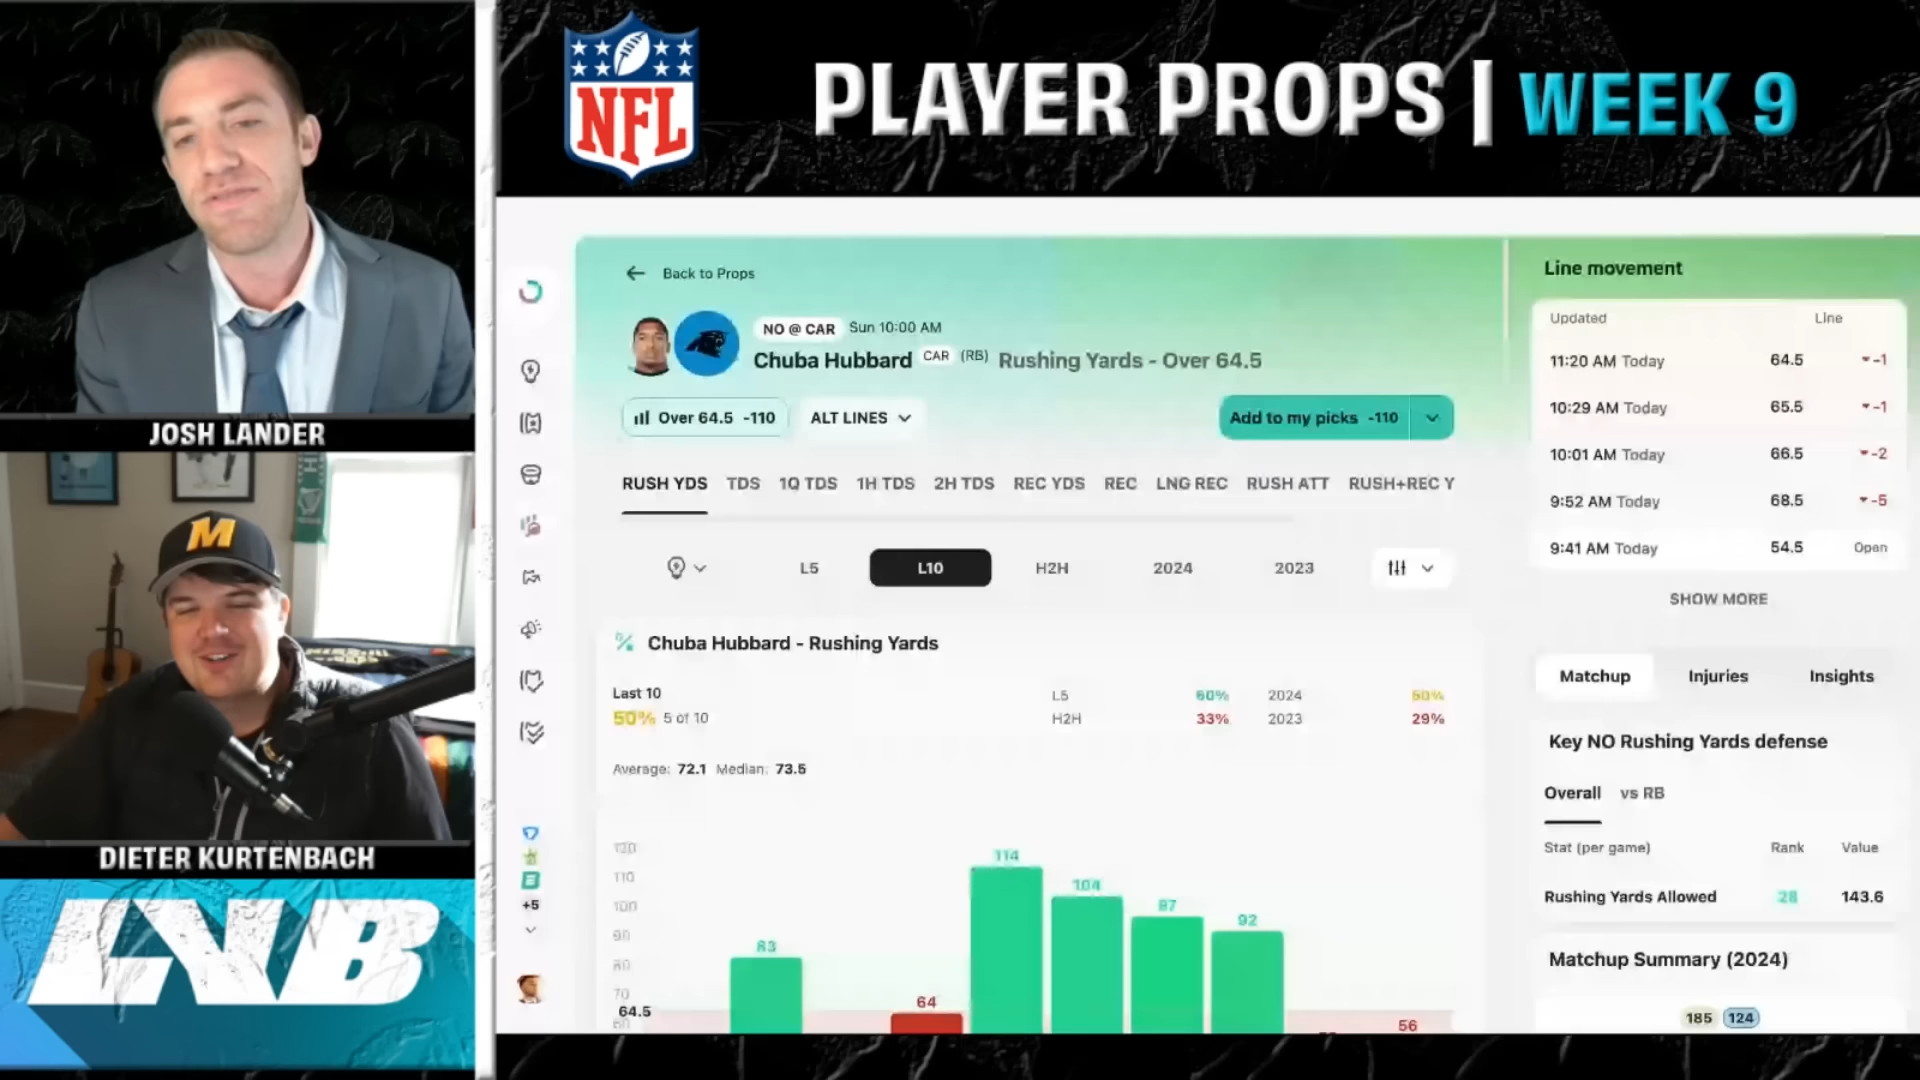 NFL
PLAYER PROPS | WEEK 9
JOSH LANDER
M
DIETER KURTENBACH
LVB
+5
Back to Props
NO @ CAR Sun 10:00 AM
Chuba Hubbard CAR (RB) Rushing Yards - Over 64.5
Over 64.5 -110 ALT LINES
Add to my picks -110
RUSH YDS TDS 1Q TDS 1H TDS 2H TDS REC YDS REC LNG REC RUSH ATT RUSH+REC Y
L5 L10 H2H 2024 2023
Chuba Hubbard - Rushing Yards
Last 10
50% 5 of 10
L5 60% 2024 50%
H2H 33% 2023 29%
Average: 72.1 Median: 73.5
120
110
100
90
80
70
64.5
60
83
64
114
104
97
92
56
Line movement
Updated Line
11:20 AM Today 64.5 -1
10:29 AM Today 65.5 -1
10:01 AM Today 66.5 -2
9:52 AM Today 68.5 -5
9:41 AM Today 54.5 Open
SHOW MORE
Matchup Injuries Insights
Key NO Rushing Yards defense
Overall vs RB
Stat (per game) Rank Value
Rushing Yards Allowed 28 143.6
Matchup Summary (2024)
185 124